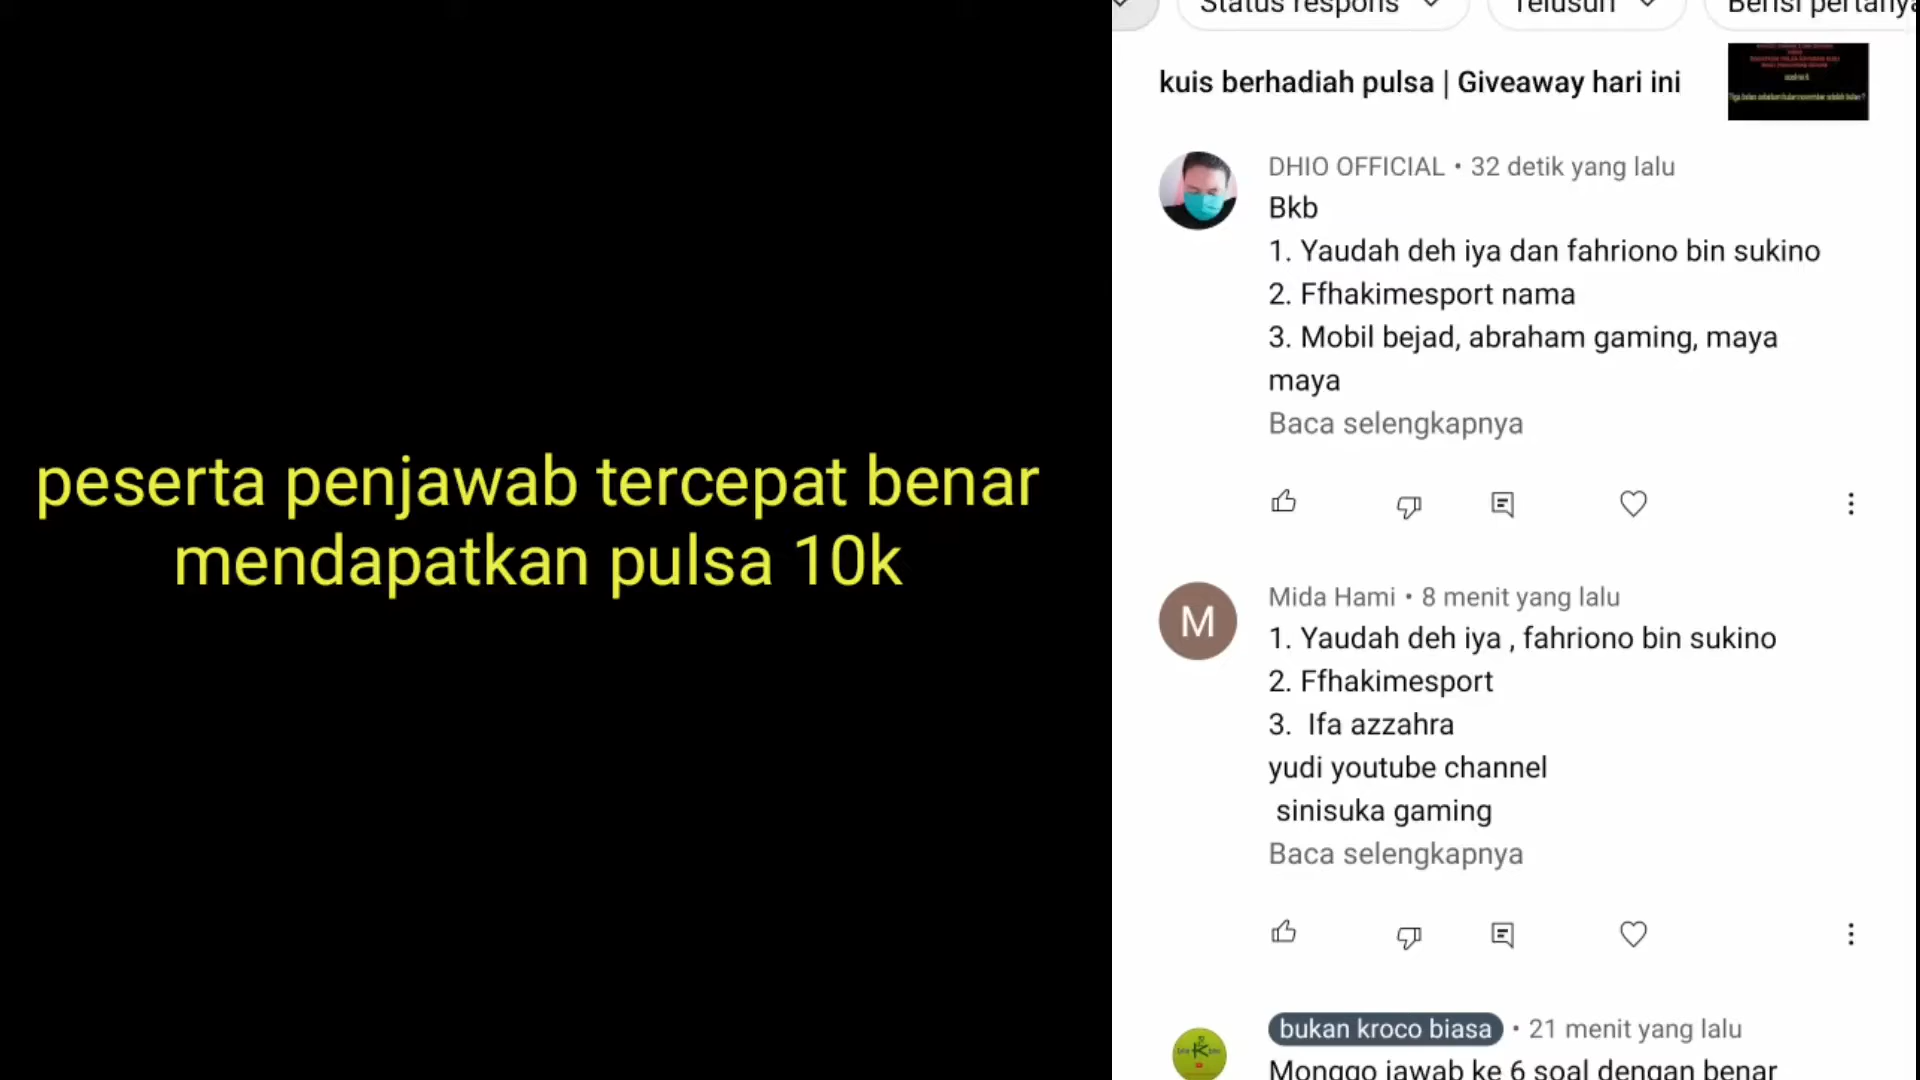 peserta penjawab tercepat benar
mendapatkan pulsa 10k
Status respons
Telusuri
Berisi pertanya
kuis berhadiah pulsa | Giveaway hari ini
DHIO OFFICIAL • 32 detik yang lalu
Bkb
1. Yaudah deh iya dan fahriono bin sukino
2. Ffhakimesport nama
3. Mobil bejad, abraham gaming, maya
maya
Baca selengkapnya
M
Mida Hami • 8 menit yang lalu
1. Yaudah deh iya , fahriono bin sukino
2. Ffhakimesport
3.  Ifa azzahra
yudi youtube channel
sinisuka gaming
Baca selengkapnya
bukan kroco biasa • 21 menit yang lalu
Monggo jawab ke 6 soal dengan benar